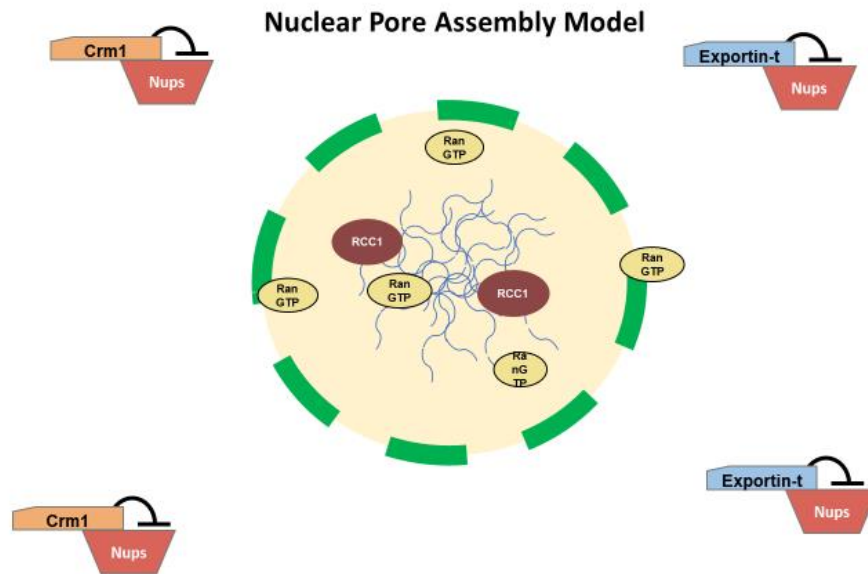 Nuclear Pore Assembly Model
Crm1
Nups
Exportin-t
Nups
Ran
GTP
RCC1
Ran
GTP
Ran
GTP
Ran
GTP
RCC1
Ra
nG
TP
Crm1
Nups
Exportin-t
Nups